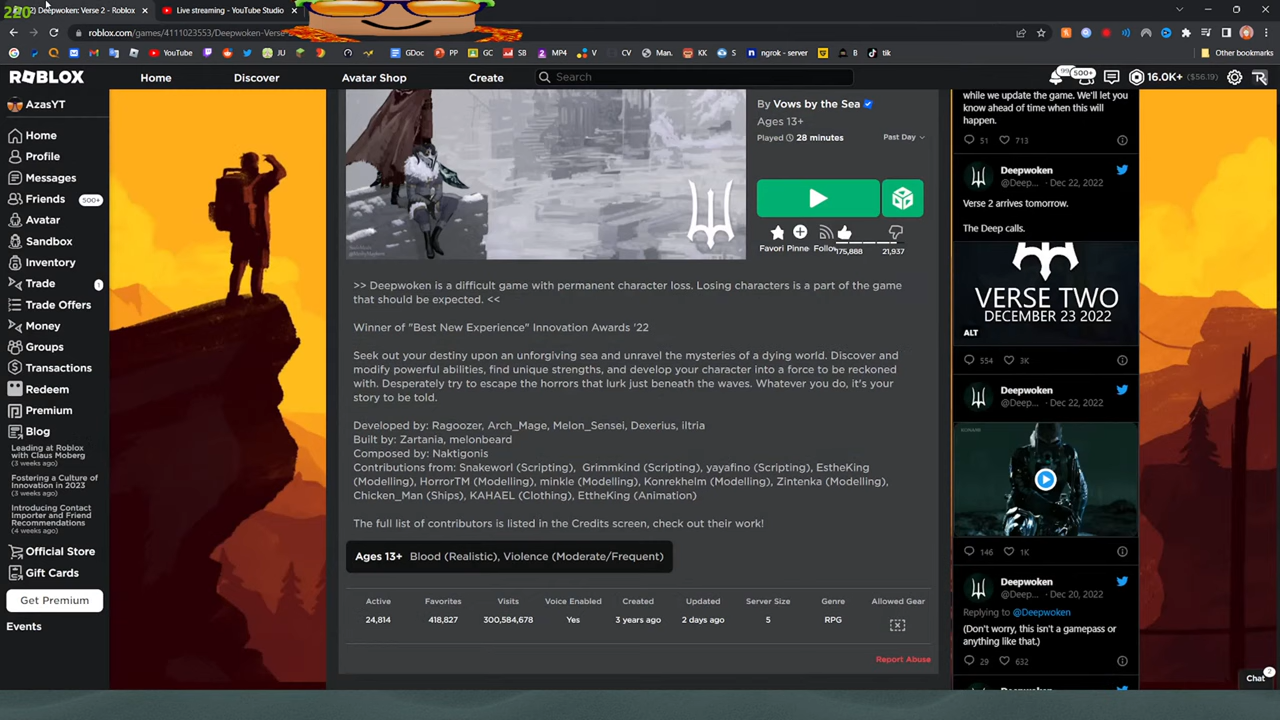 220
2) Deepwoken: Verse 2 - Roblox
Live streaming - YouTube Studio
roblox.com/games/4111023553/Deepwoken-Verse-
YouTube
JU
GDoc
PP
GC
SB
MP4
V
CV
Man.
KK
S
ngrok - server
B
tik
Other bookmarks
ROBLOX
Home
Discover
Avatar Shop
Create
Search
500+
16.0K+
($56.19)
AzasYT
Home
Profile
Messages
Friends
500+
Avatar
Sandbox
Inventory
Trade
1
Trade Offers
Money
Groups
Transactions
Redeem
Premium
Blog
Leading at Roblox
with Claus Moberg
(3 weeks ago)
Fostering a Culture of
Innovation in 2023
(3 weeks ago)
Introducing Contact
Importer and Friend
Recommendations
(4 weeks ago)
Official Store
Gift Cards
Get Premium
Events
By Vows by the Sea
Ages 13+
Played 28 minutes
Past Day
Favori
Pinne
Follo
175,888
21,937
>> Deepwoken is a difficult game with permanent character loss. Losing characters is a part of the game
that should be expected. <<
Winner of "Best New Experience" Innovation Awards '22
Seek out your destiny upon an unforgiving sea and unravel the mysteries of a dying world. Discover and
modify powerful abilities, find unique strengths, and develop your character into a force to be reckoned
with. Desperately try to escape the horrors that lurk just beneath the waves. Whatever you do, it's your
story to be told.
Developed by: Ragoozer, Arch_Mage, Melon_Sensei, Dexerius, iltria
Built by: Zartania, melonbeard
Composed by: Naktigonis
Contributions from: Snakeworl (Scripting), Grimmkind (Scripting), yayafino (Scripting), EstheKing
(Modelling), HorrorTM (Modelling), minkle (Modelling), Konrekhelm (Modelling), Zintenka (Modelling),
Chicken_Man (Ships), KAHAEL (Clothing), EttheKing (Animation)
The full list of contributors is listed in the Credits screen, check out their work!
Ages 13+ Blood (Realistic), Violence (Moderate/Frequent)
Active Favorites Visits Voice Enabled Created Updated Server Size Genre Allowed Gear
24,814 418,827 300,584,678 Yes 3 years ago 2 days ago 5 RPG
Report Abuse
while we update the game. We'll let you
know ahead of time when this will
happen.
51 713
Deepwoken
@Deep... · Dec 22, 2022
Verse 2 arrives tomorrow.
The Deep calls.
VERSE TWO
DECEMBER 23 2022
ALT
554 3K
Deepwoken
@Deep... · Dec 22, 2022
KONAMI
146 1K
Deepwoken
@Deep... · Dec 20, 2022
Replying to @Deepwoken
(Don't worry, this isn't a gamepass or
anything like that.)
29 632
Chat